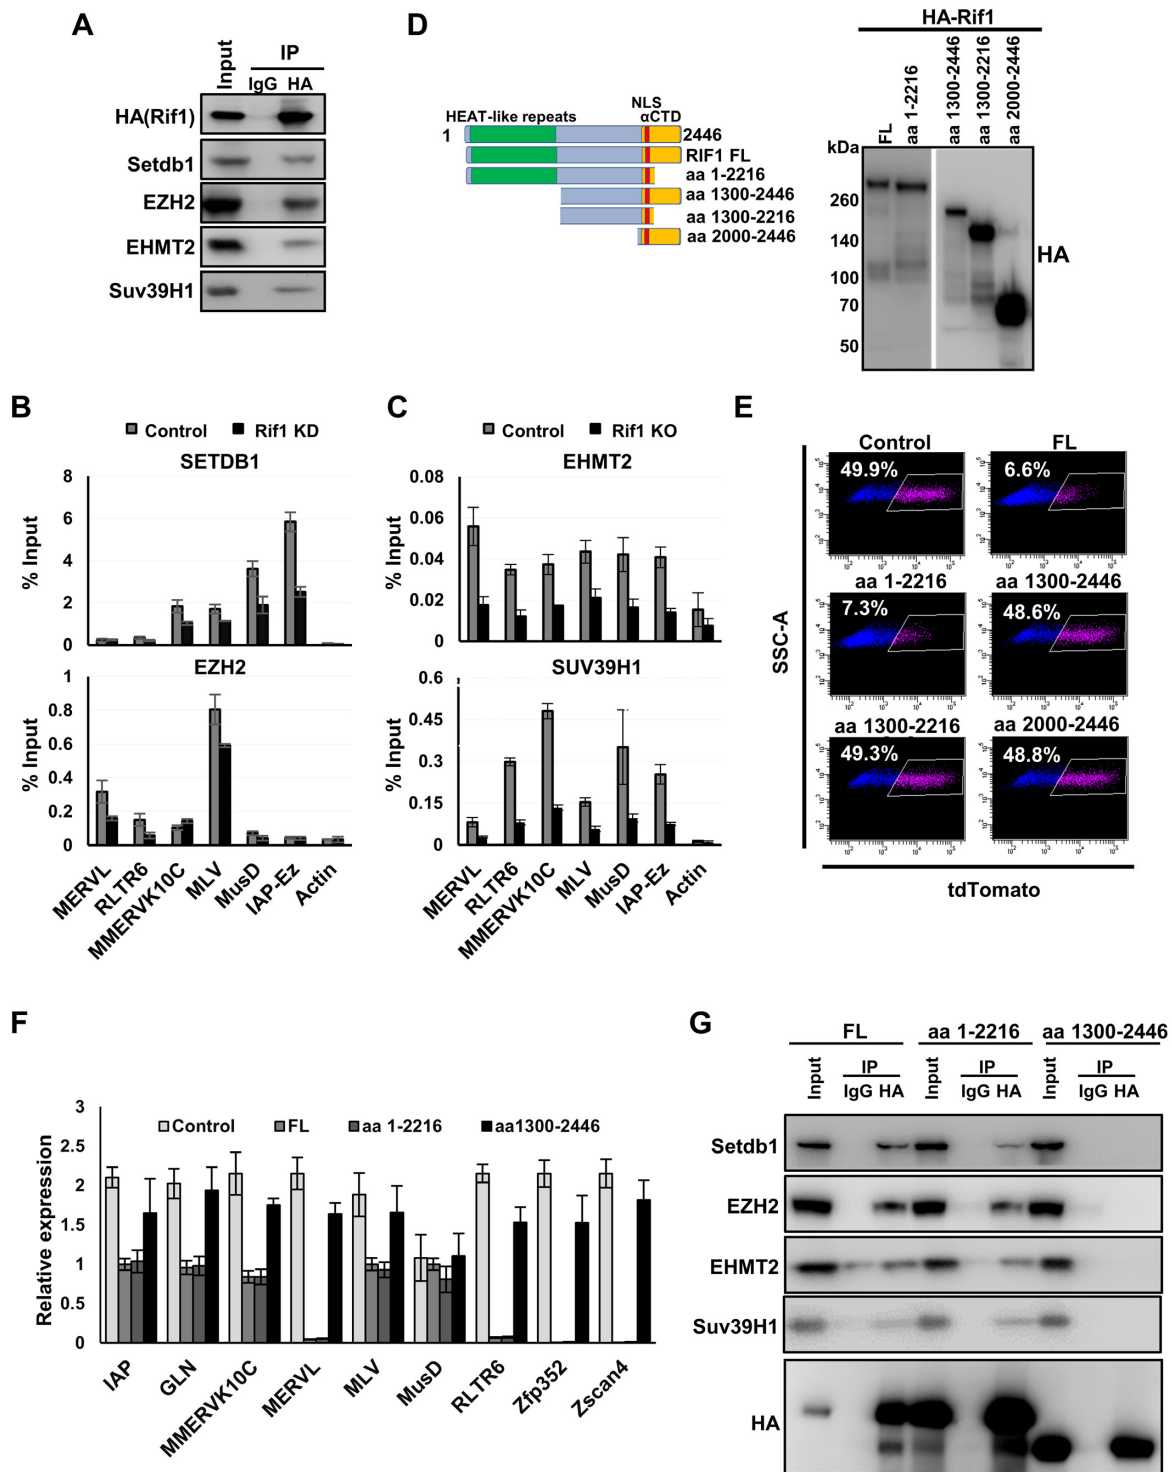 A
Input
IP
IgG HA
HA(Rif1)
Setdb1
EZH2
EHMT2
Suv39H1
D
HEAT-like repeats
NLS
αCTD
1
2446
RIF1 FL
aa 1-2216
aa 1300-2446
aa 1300-2216
aa 2000-2446
HA-Rif1
FL
aa 1-2216
aa 1300-2446
aa 1300-2216
aa 2000-2446
kDa
260
140
100
70
50
HA
B
Control
Rif1 KD
SETDB1
% Input
8
6
4
2
0
EZH2
% Input
1
0.8
0.6
0.4
0.2
0
MERVL
RLTR6
MMERVK10C
MLV
MusD
IAP-Ez
Actin
C
Control
Rif1 KO
EHMT2
% Input
0.08
0.06
0.04
0.02
0
SUV39H1
% Input
0.6
0.45
0.3
0.15
0
MERVL
RLTR6
MMERVK10C
MLV
MusD
IAP-Ez
Actin
E
Control
FL
49.9%
6.6%
aa 1-2216
aa 1300-2446
7.3%
48.6%
aa 1300-2216
aa 2000-2446
49.3%
48.8%
SSC-A
tdTomato
F
Relative expression
3
2.5
2
1.5
1
0.5
0
Control
FL
aa 1-2216
aa1300-2446
IAP
GLN
MMERVK10C
MERVL
MLV
MusD
RLTR6
Zfp352
Zscan4
G
FL
aa 1-2216
aa 1300-2446
Input
IP
IgG HA
Input
IP
IgG HA
Input
IP
IgG HA
Setdb1
EZH2
EHMT2
Suv39H1
HA